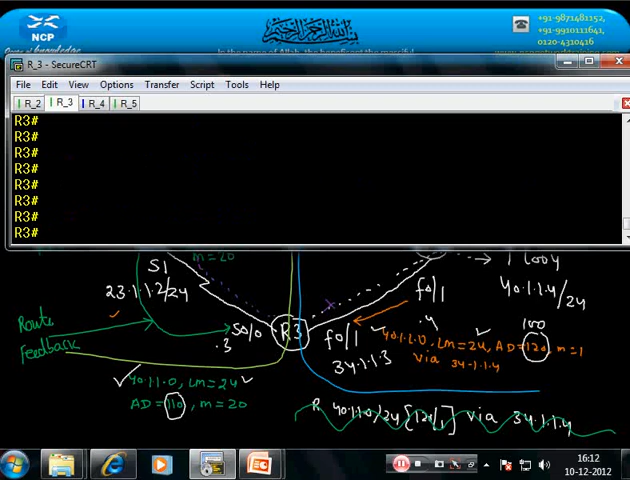 +91-9871481152,
+91-9910111641,
0120-4310416
NCP
In the name of Allah, the beneficent the merciful
R_3 - SecureCRT
File Edit View Options Transfer Script Tools Help
R_2 R_3 R_4 R_5
R3#
R3#
R3#
R3#
R3#
R3#
R3#
R3#
m=20
S1
23.1.1.2/24
1 loo4
40.1.1.4/24
f0/1
.4
100
Route
Feedback
S0/0
.3
R3
f0/1
34.1.1.3
40.1.1.0, LM=24, AD=120, m=1
via 34.1.1.4
40.1.1.0, LM=24
AD=110, m=20
R 40.1.1.0/24 [120/1] via 34.1.1.4
16:12
10-12-2012